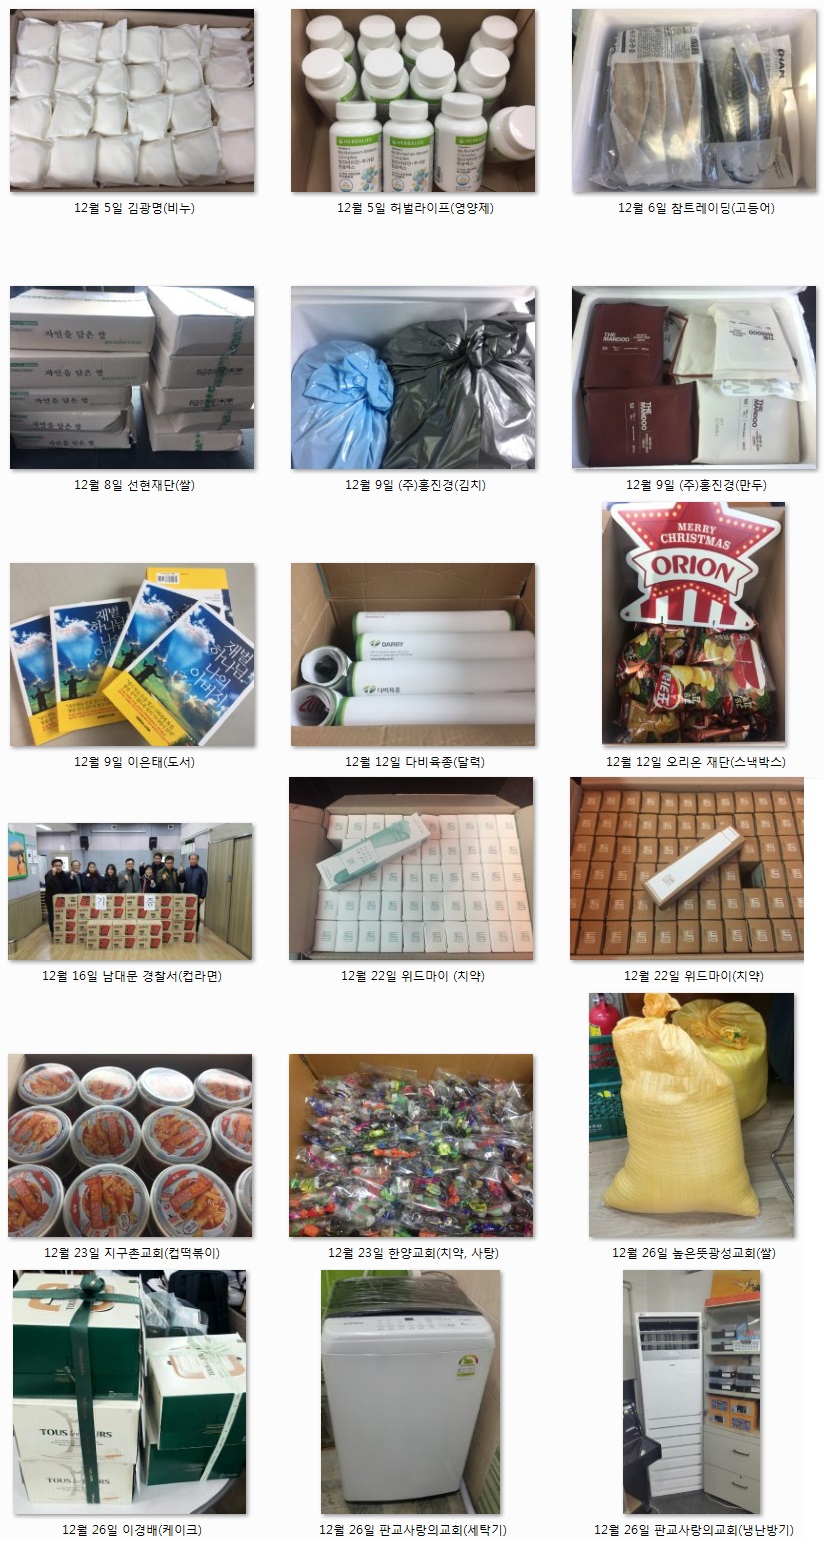 HERBALIFE
12월 5일 김광명(비누)
12월 5일 허벌라이프(영양제)
12월 6일 참트레이딩(고등어)
자연을 닮은 쌀
자연을 닮은 쌀
자연을 닮은 쌀
자연을 닮은 쌀
THE MANDOO
THE MANDOO
12월 8일 선현재단(쌀)
12월 9일 (주)홍진경(김치)
12월 9일 (주)홍진경(만두)
MERRY
CHRISTMAS
ORION
재벌
하나님,
나의
아버지
DARBY
다비육종
12월 9일 이은태(도서)
12월 12일 다비육종(달력)
12월 12일 오리온 재단(스낵박스)
기 증
12월 16일 남대문 경찰서(컵라면)
12월 22일 위드마이 (치약)
12월 22일 위드마이(치약)
12월 23일 지구촌교회(컵떡볶이)
12월 23일 한양교회(치약, 사탕)
12월 26일 높은뜻광성교회(쌀)
TOUS les JOURS
TOUS les JOURS
12월 26일 이경배(케이크)
12월 26일 판교사랑의교회(세탁기)
12월 26일 판교사랑의교회(냉난방기)